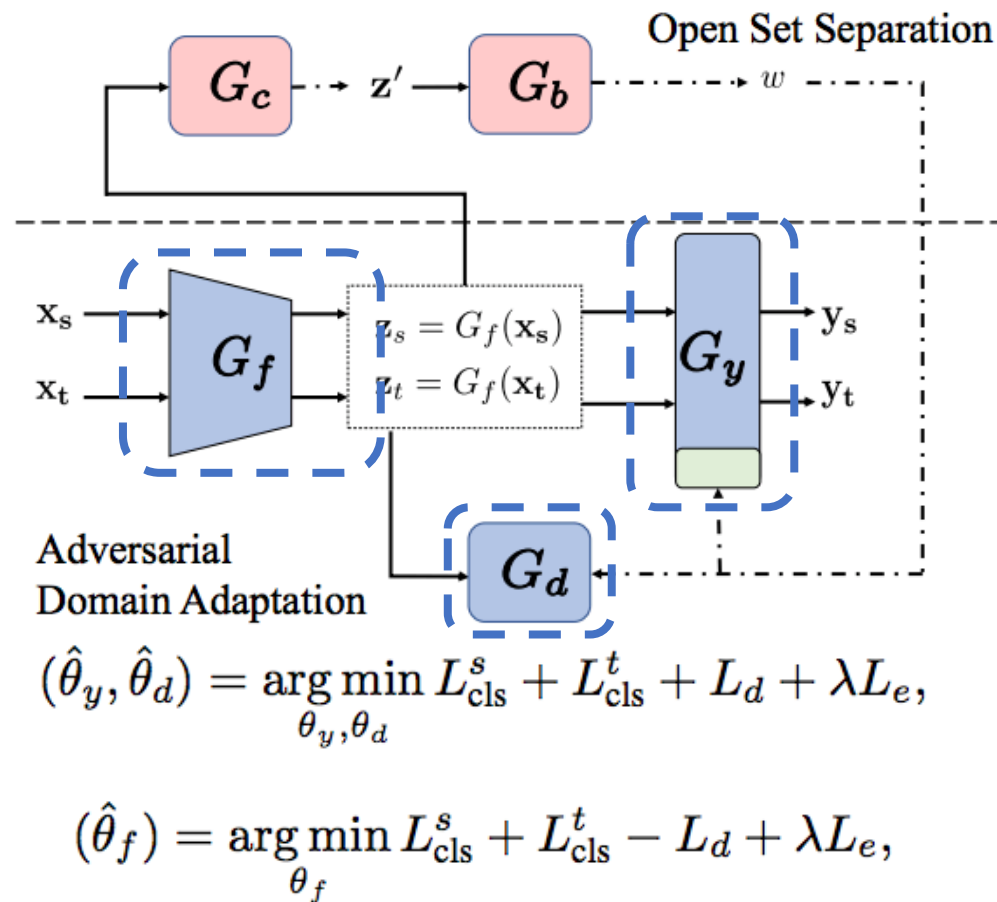 Open Set Separation
G_c z′ G_b w
x_s z_s = G_f(x_s) y_s
G_f G_y
x_t z_t = G_f(x_t) y_t
G_d
Adversarial
Domain Adaptation
(θ̂_y, θ̂_d) = arg min_{θ_y,θ_d} L^s_cls + L^t_cls + L_d + λL_e,
(θ̂_f) = arg min_{θ_f} L^s_cls + L^t_cls − L_d + λL_e,